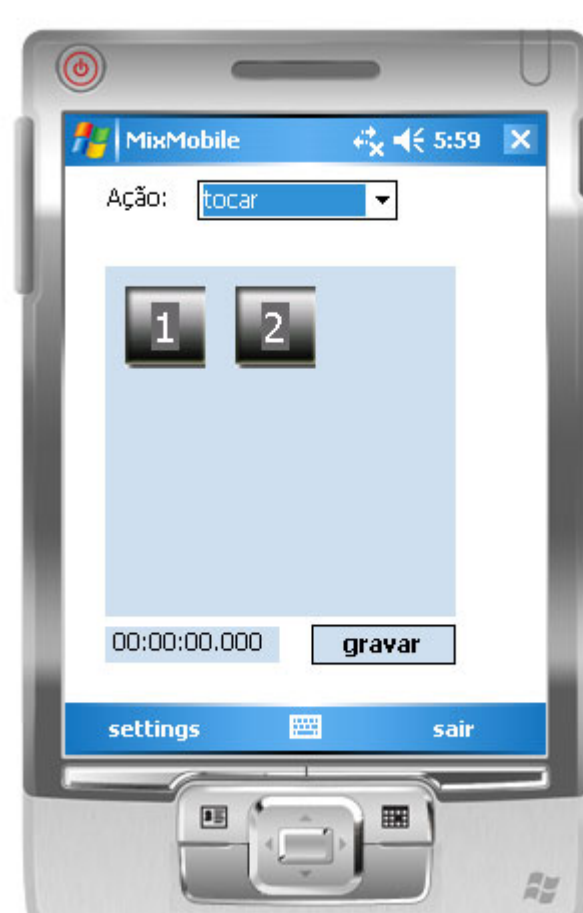 MixMobile 5:59
Ação: tocar
1 2
00:00:00.000 gravar
settings sair